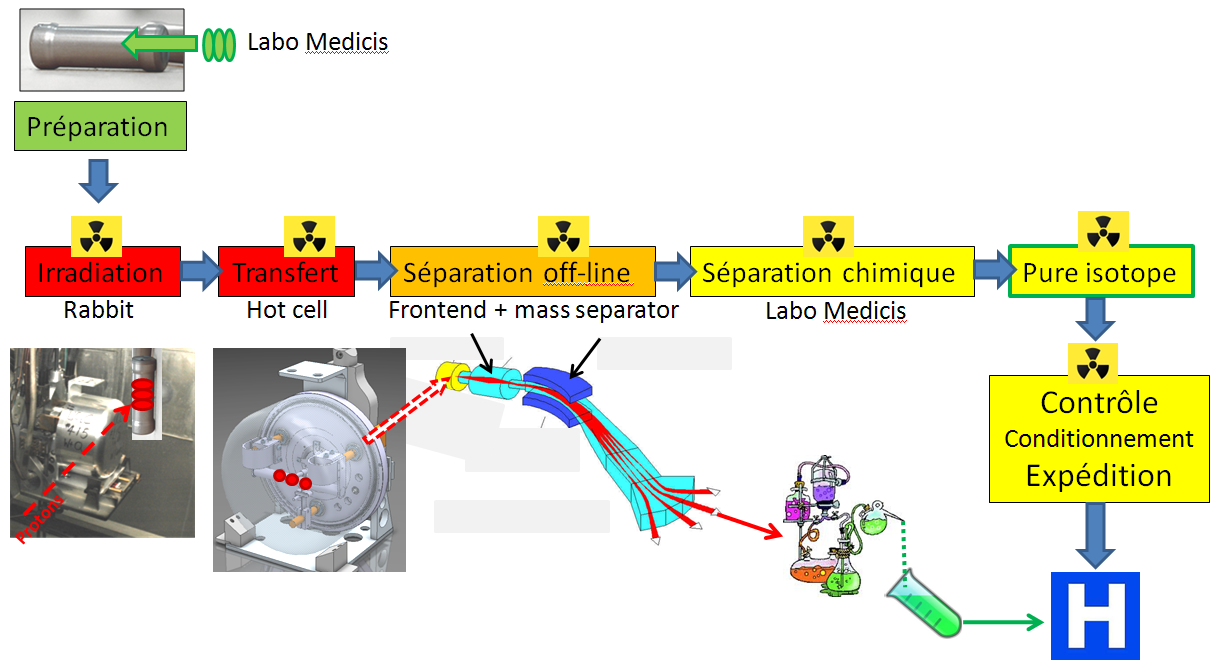 Labo Medicis
Préparation
Irradiation
Transfert
Séparation off-line
Séparation chimique
Pure isotope
Rabbit
Hot cell
Frontend + mass separator
Labo Medicis
Protons
Contrôle
Conditionnement
Expédition
H